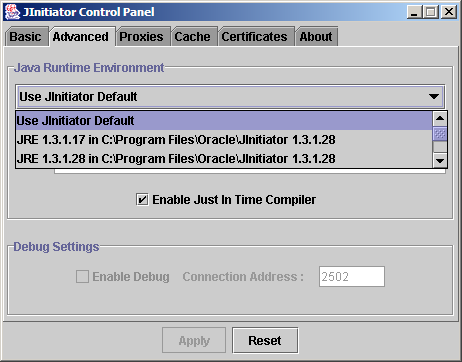 JInitiator Control Panel
Basic Advanced Proxies Cache Certificates About
Java Runtime Environment
Use JInitiator Default
Use JInitiator Default
JRE 1.3.1.17 in C:\Program Files\Oracle\JInitiator 1.3.1.28
JRE 1.3.1.28 in C:\Program Files\Oracle\JInitiator 1.3.1.28
Enable Just In Time Compiler
Debug Settings
Enable Debug Connection Address : 2502
Apply Reset